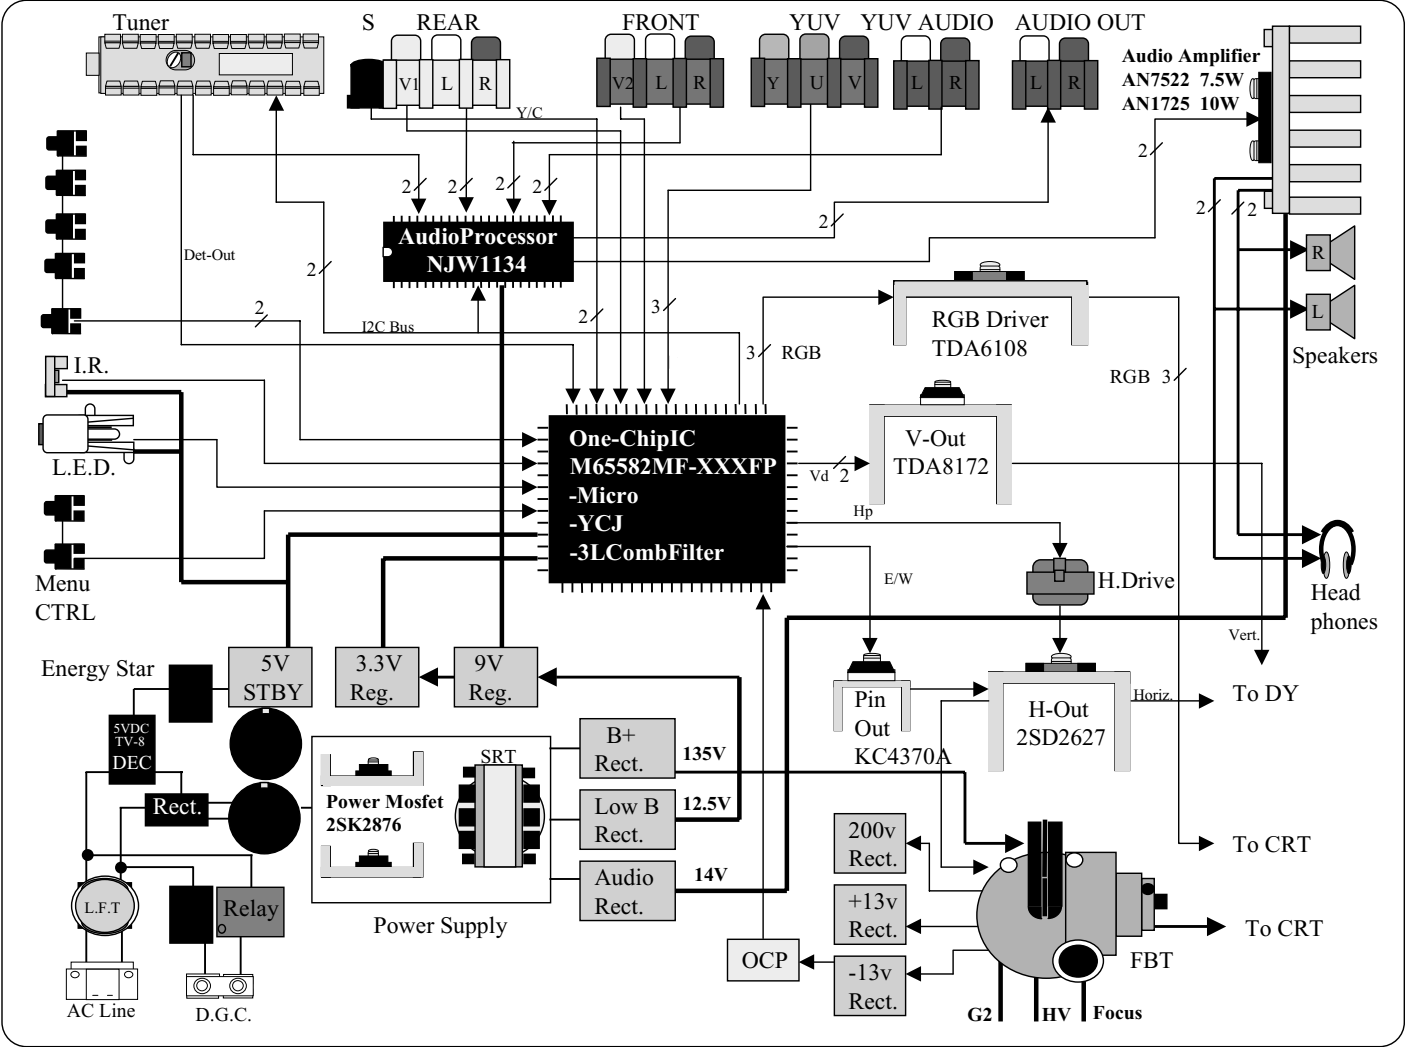 Tuner
S REAR
FRONT
YUV YUV AUDIO
AUDIO OUT
V1 L R
V2 L R
Y U V
L R
L R
Audio Amplifier
AN7522 7.5W
AN1725 10W
Y/C
2
2 2 2 2
2
2
2
AudioProcessor
NJW1134
Det-Out
2
R
2
2
3
I2C Bus
L
Speakers
RGB Driver
TDA6108
3 RGB
RGB 3
I.R.
L.E.D.
One-ChipIC
M65582MF-XXXFP
-Micro
-YCJ
-3LCombFilter
V-Out
TDA8172
Vd 2
Hp
E/W
H.Drive
Head
phones
Menu
CTRL
Vert.
Energy Star
5V
STBY
3.3V
Reg.
9V
Reg.
Pin
Out
KC4370A
H-Out
2SD2627
Horiz.
To DY
5VDC
TV-8
DEC
Rect.
SRT
Power Mosfet
2SK2876
B+
Rect.
135V
Low B
Rect.
12.5V
Audio
Rect.
14V
Power Supply
200v
Rect.
+13v
Rect.
-13v
Rect.
OCP
To CRT
To CRT
FBT
G2 HV Focus
L.F.T
Relay
AC Line
D.G.C.